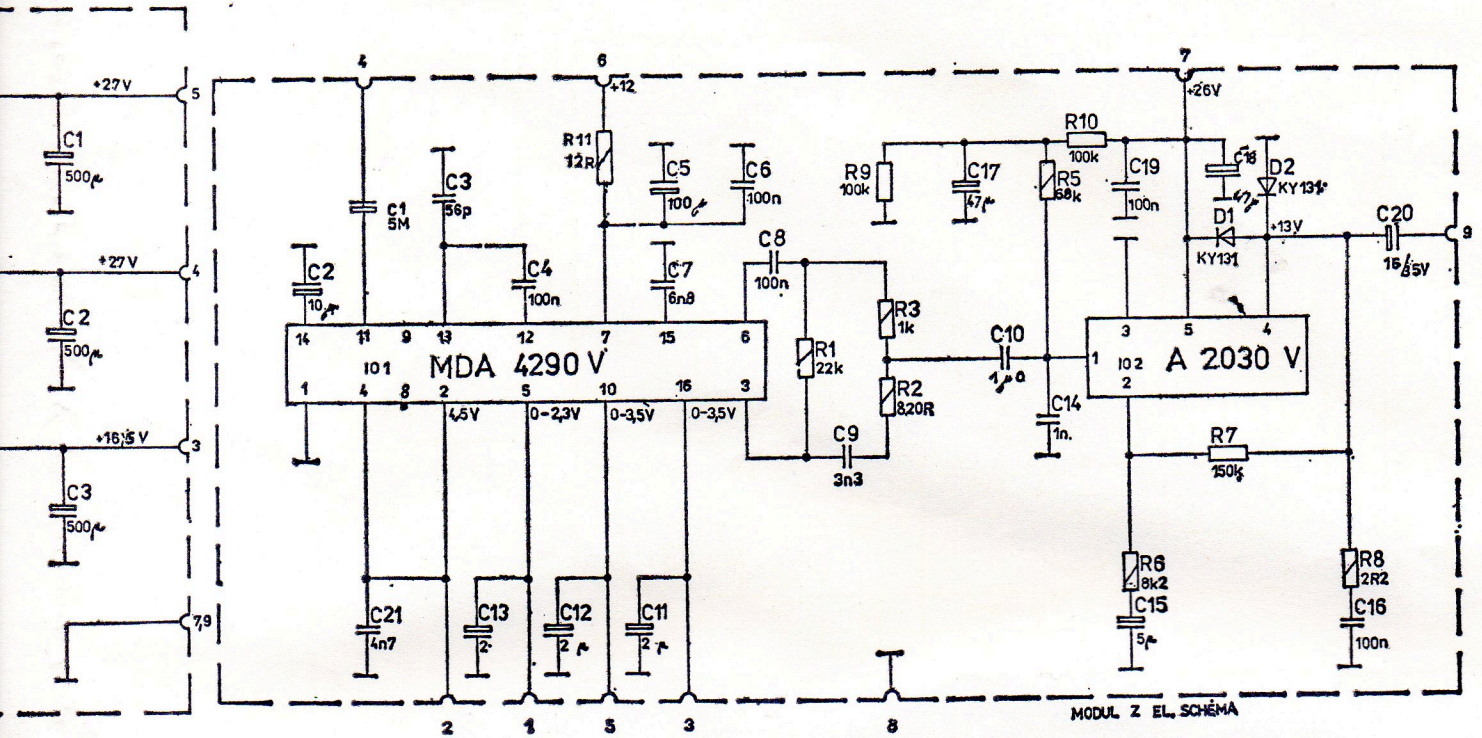 4
6
7
+27V
5
+12
+26V
C1
500µ
R11
12R
C5
100µ
C6
100n
R9
100k
C17
47µ
R10
100k
R5
68k
C19
100n
C18
47µ
D2
C3
56p
C1
5M
D1
KY131
+13V
C20
9
+27V
4
C2
10µ
C4
100n
C7
6n8
C8
100n
C2
500µ
14
11
9
13
12
7
15
6
IO1
MDA 4290 V
1
4
8
2
5
10
16
3
4,5V
0-2,3V
0-3,5V
0-3,5V
R1
22k
R3
1k
R2
820R
C10
3
5
4
1
IO2
A 2030 V
2
C14
1n
+16,5V
3
C3
500µ
C9
3n3
R7
150k
R6
8k2
R8
2R2
C21
4n7
C13
2
C12
2 µ
C11
2 µ
C15
5µ
C16
100n
7,9
2
1
5
3
8
MODUL Z EL. SCHÉMA